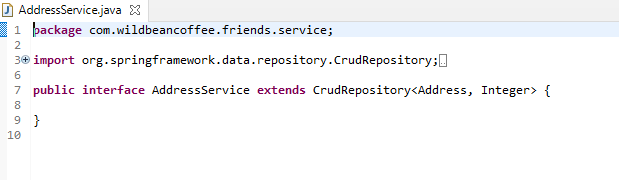 AddressService.java
1 package com.wildbeancoffee.friends.service;
2
3 import org.springframework.data.repository.CrudRepository;
6
7 public interface AddressService extends CrudRepository<Address, Integer> {
8
9 }
10